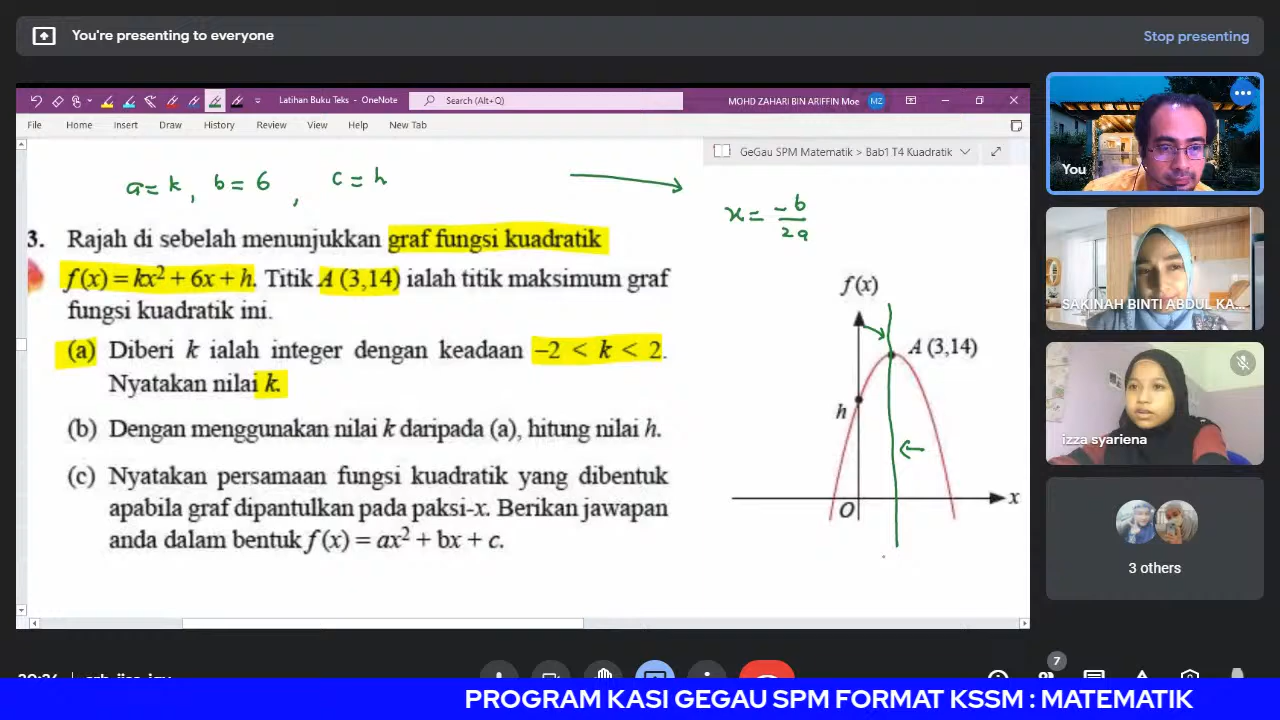 You're presenting to everyone
Stop presenting
Latihan Buku Teks - OneNote
Search (Alt+Q)
MOHD ZAHARI BIN ARIFFIN Moe
MZ
File Home Insert Draw History Review View Help New Tab
GeGau SPM Matematik > Bab1 T4 Kuadratik
a = k, b = 6, c = h
x = -b/2a
3. Rajah di sebelah menunjukkan graf fungsi kuadratik
f(x) = kx² + 6x + h. Titik A (3,14) ialah titik maksimum graf
fungsi kuadratik ini.
(a) Diberi k ialah integer dengan keadaan −2 < k < 2.
Nyatakan nilai k.
(b) Dengan menggunakan nilai k daripada (a), hitung nilai h.
(c) Nyatakan persamaan fungsi kuadratik yang dibentuk
apabila graf dipantulkan pada paksi-x. Berikan jawapan
anda dalam bentuk f(x) = ax² + bx + c.
f(x)
A (3,14)
h
O
x
You
SAKINAH BINTI ABDUL KA...
izza syariena
3 others
7
PROGRAM KASI GEGAU SPM FORMAT KSSM : MATEMATIK